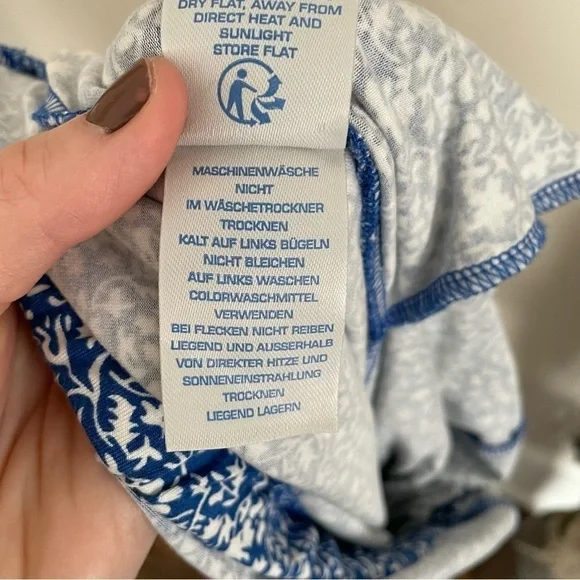 DRY FLAT, AWAY FROM
DIRECT HEAT AND
SUNLIGHT
STORE FLAT
MASCHINENWÄSCHE
NICHT
IM WÄSCHETROCKNER
TROCKNEN
KALT AUF LINKS BÜGELN
NICHT BLEICHEN
AUF LINKS WASCHEN
COLORWASCHMITTEL
VERWENDEN
BEI FLECKEN NICHT REIBEN
LIEGEND UND AUSSERHALB
VON DIREKTER HITZE UND
SONNENEINSTRAHLUNG
TROCKNEN
LIEGEND LAGERN